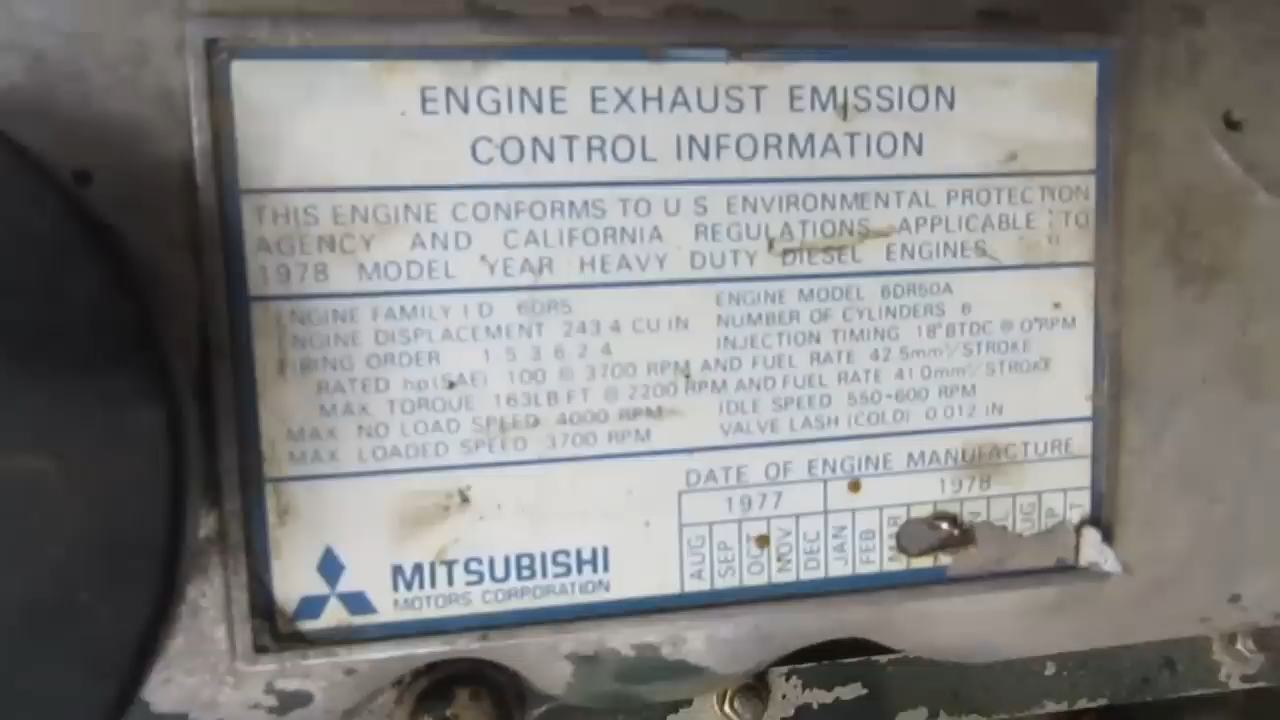 ENGINE EXHAUST EMISSION
CONTROL INFORMATION
THIS ENGINE CONFORMS TO U S ENVIRONMENTAL PROTECTION
AGENCY AND CALIFORNIA REGULATIONS APPLICABLE TO
1978 MODEL YEAR HEAVY DUTY DIESEL ENGINES
ENGINE FAMILY I D 6DR5 ENGINE MODEL 6DR50A
ENGINE DISPLACEMENT 243.4 CU IN NUMBER OF CYLINDERS 6
FIRING ORDER 1 5 3 6 2 4 INJECTION TIMING 18° BTDC @ 0 RPM
RATED hp (SAE) 100 @ 3700 RPM AND FUEL RATE 42.5mm³/STROKE
MAX TORQUE 163LB FT @ 2200 RPM AND FUEL RATE 41.0mm³/STROKE
MAX NO LOAD SPEED 4000 RPM IDLE SPEED 550-600 RPM
MAX LOADED SPEED 3700 RPM VALVE LASH (COLD) 0.012 IN
DATE OF ENGINE MANUFACTURE
1977 1978
AUG SEP OCT NOV DEC JAN FEB MAR AUG
MITSUBISHI
MOTORS CORPORATION